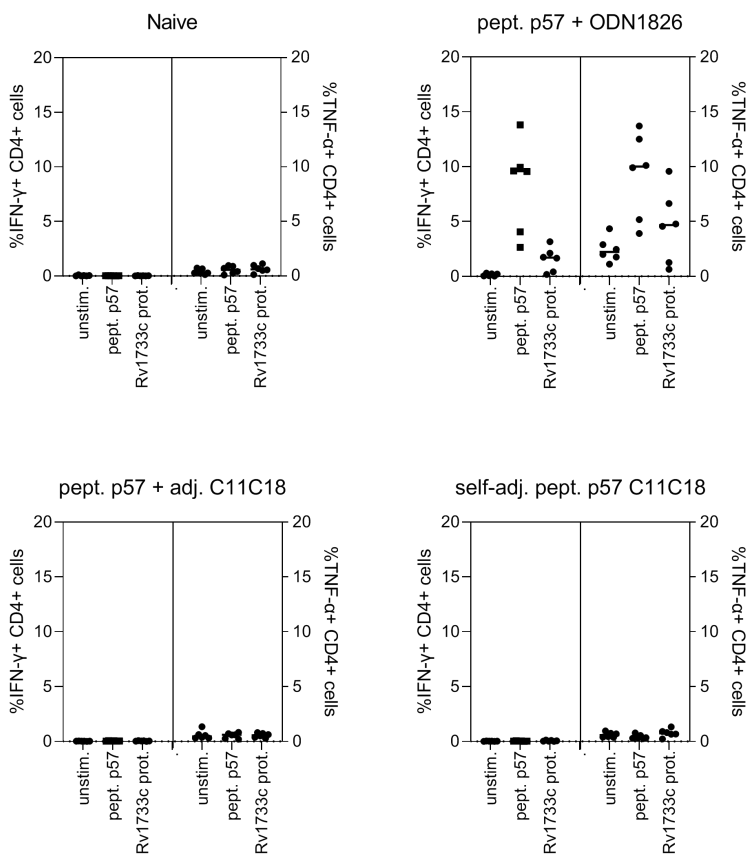 Naive
%IFN-γ+ CD4+ cells
20
15
10
5
0
20
15
10
5
0
%TNF-α+ CD4+ cells
unstim.
pept. p57
Rv1733c prot.
unstim.
pept. p57
Rv1733c prot.
pept. p57 + ODN1826
%IFN-γ+ CD4+ cells
20
15
10
5
0
20
15
10
5
0
%TNF-α+ CD4+ cells
unstim.
pept. p57
Rv1733c prot.
unstim.
pept. p57
Rv1733c prot.
pept. p57 + adj. C11C18
%IFN-γ+ CD4+ cells
20
15
10
5
0
20
15
10
5
0
%TNF-α+ CD4+ cells
unstim.
pept. p57
Rv1733c prot.
unstim.
pept. p57
Rv1733c prot.
self-adj. pept. p57 C11C18
%IFN-γ+ CD4+ cells
20
15
10
5
0
20
15
10
5
0
%TNF-α+ CD4+ cells
unstim.
pept. p57
Rv1733c prot.
unstim.
pept. p57
Rv1733c prot.